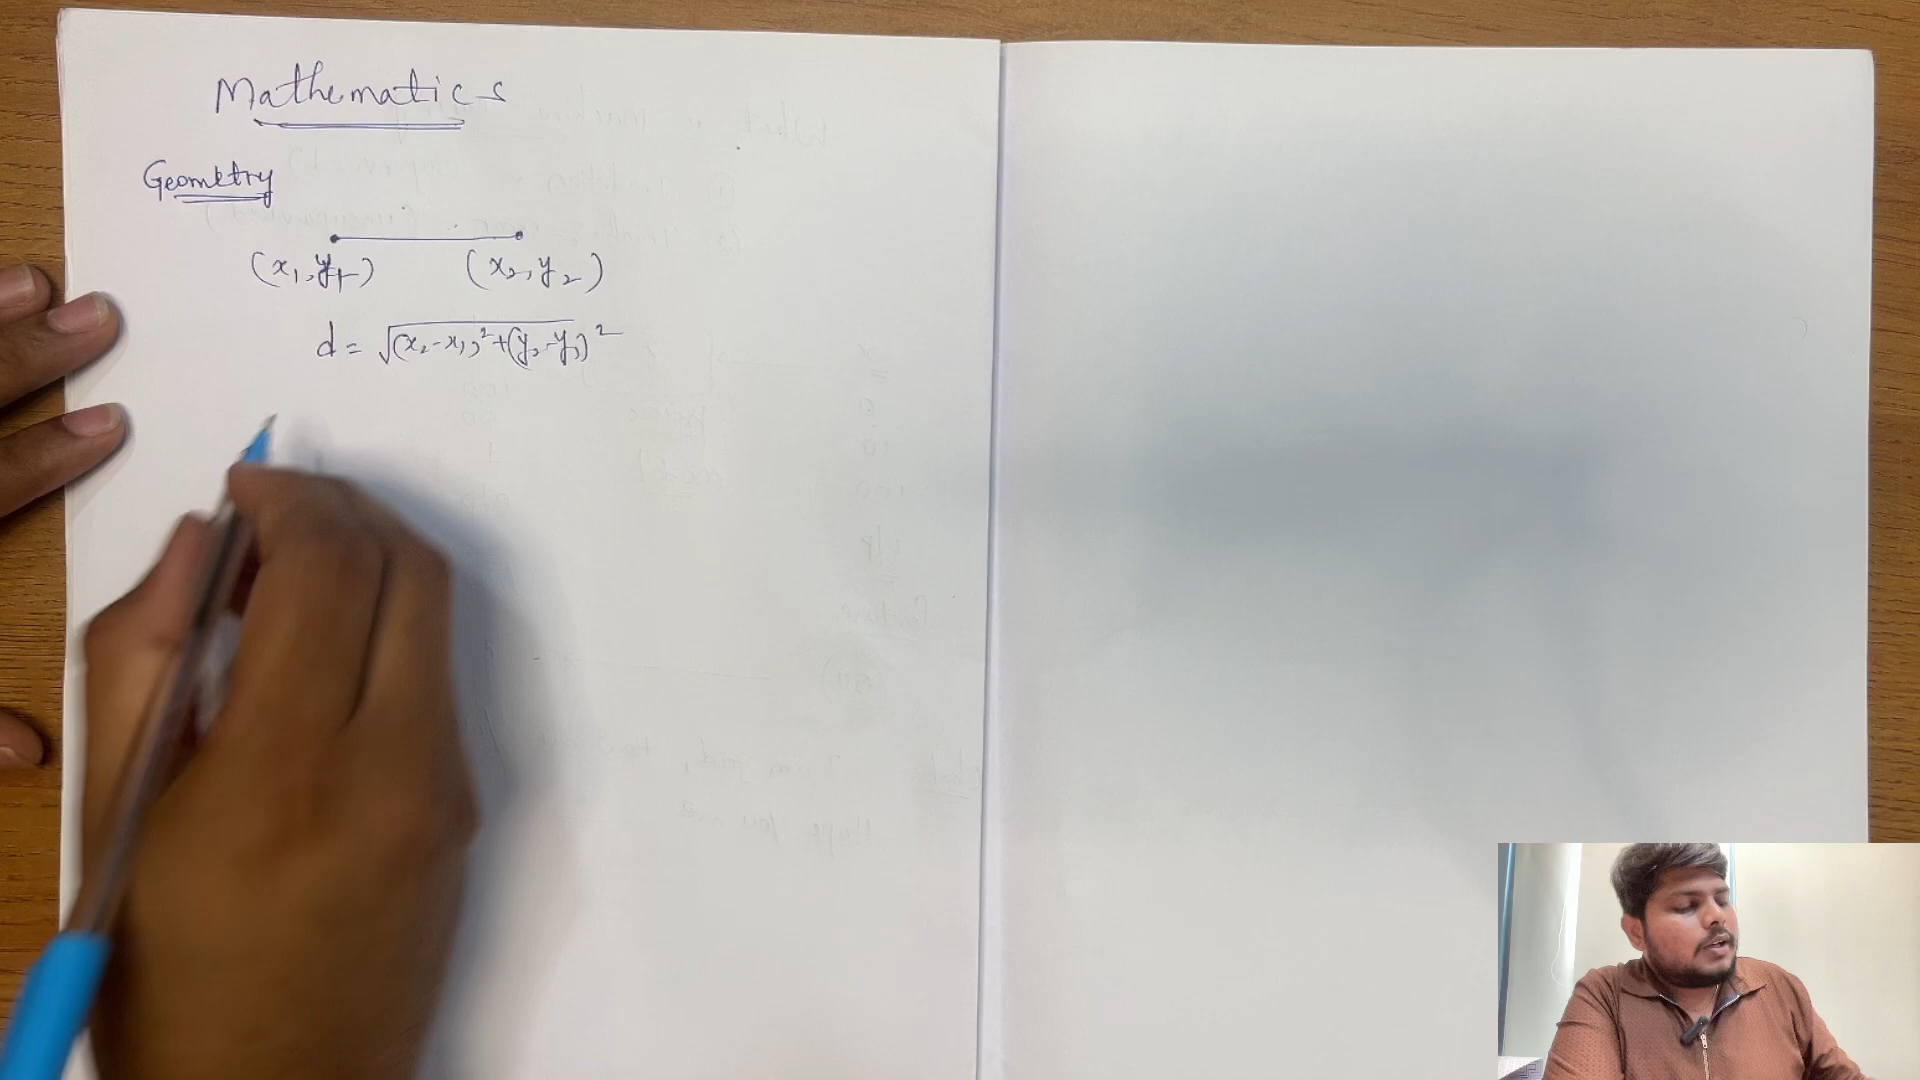 Mathematics
Geometry
(x₁, y₁) (x₂, y₂)
d = √(x₂-x₁)²+(y₂-y₁)²